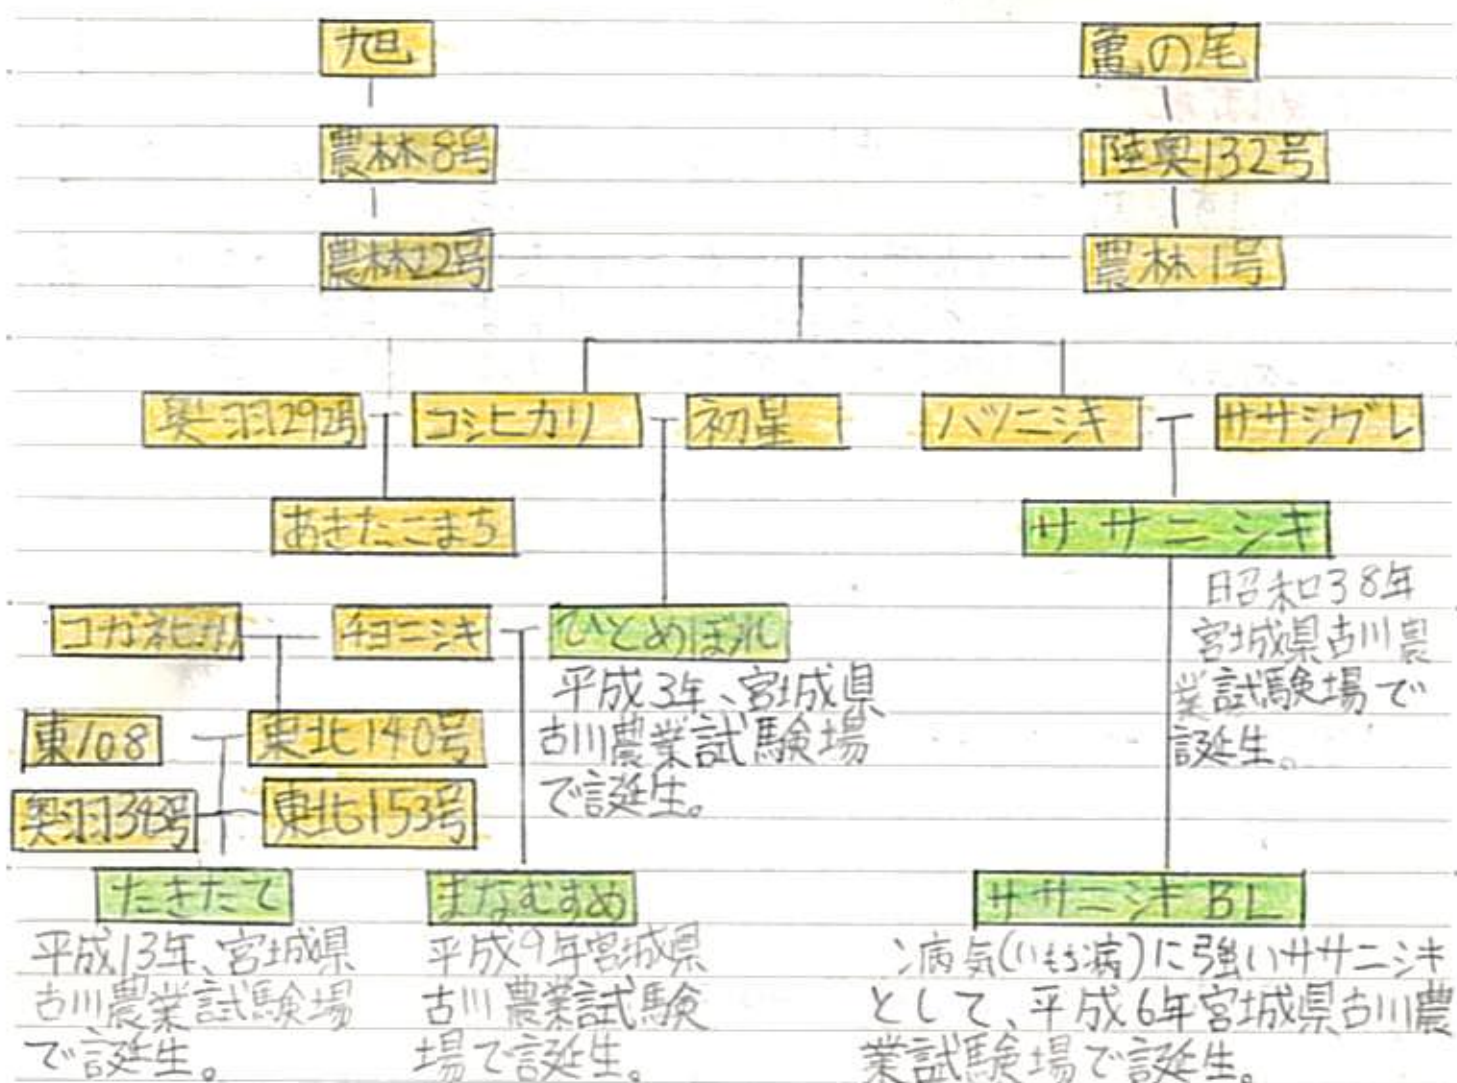 旭
亀の尾
農林8号
陸奥132号
農林22号
農林1号
奥羽292号
コシヒカリ
初星
ハツニシキ
ササシグレ
あきたこまち
ササニシキ
昭和38年
宮城県古川農
業試験場で
誕生。
コガネヒカリ
チヨニシキ
ひとめぼれ
平成3年、宮城県
古川農業試験場
で誕生。
東108
東北140号
奥羽343号
東北153号
たきたて
平成13年、宮城県
古川農業試験場
で誕生。
まなむすめ
平成9年宮城県
古川農業試験
場で誕生。
ササニシキBL
病気(いもち病)に強いササニシキ
として、平成6年宮城県古川農
業試験場で誕生。